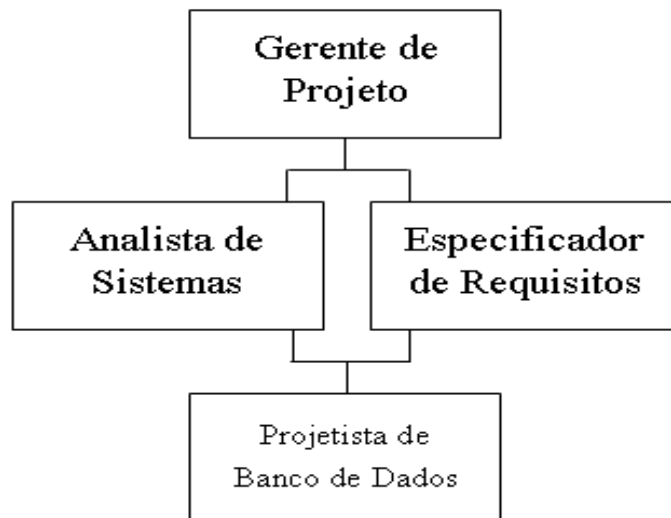 Gerente de
Projeto
Analista de
Sistemas
Especificador
de Requisitos
Projetista de
Banco de Dados